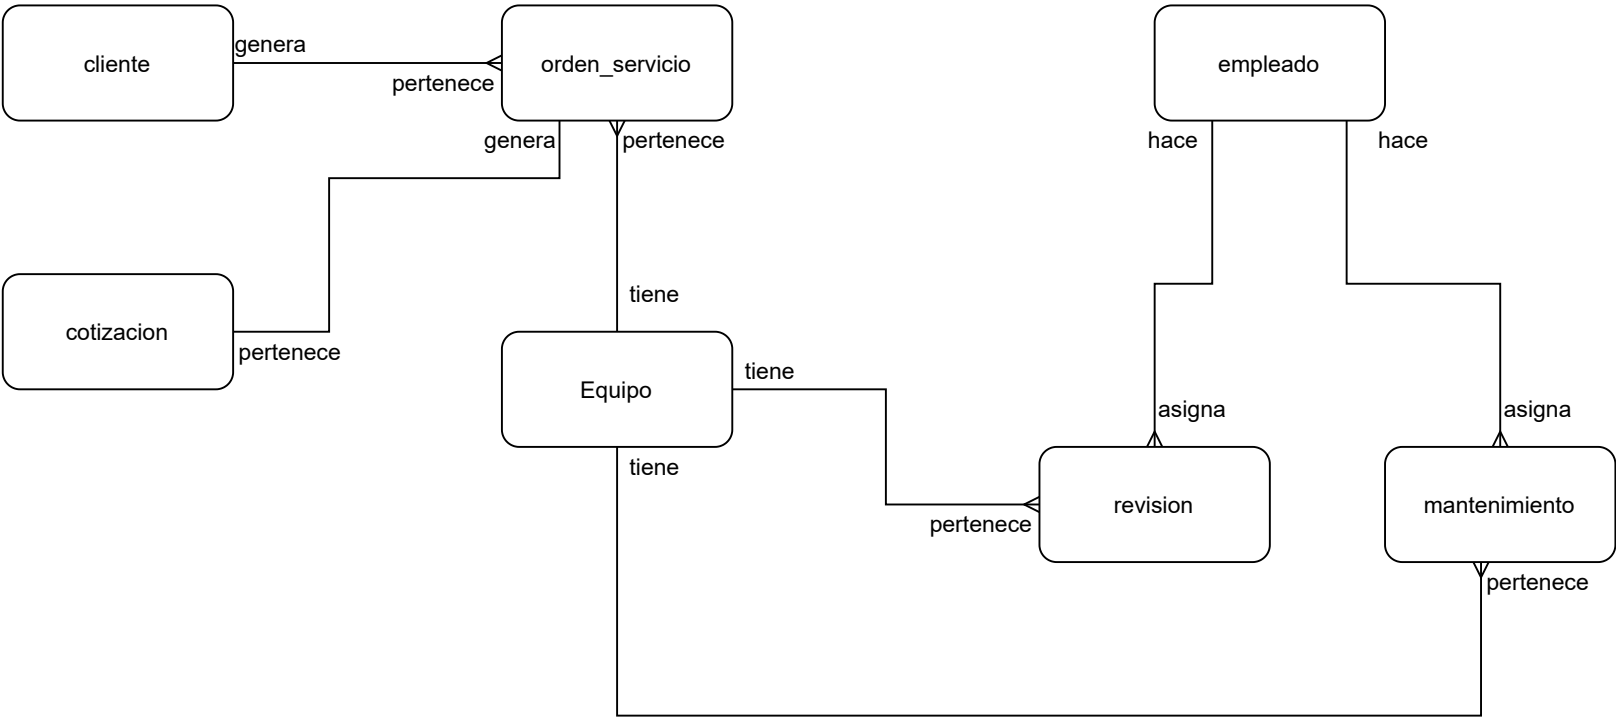 cliente
genera
pertenece
orden_servicio
empleado
genera
pertenece
hace
hace
cotizacion
pertenece
tiene
Equipo
tiene
tiene
asigna
asigna
pertenece
revision
mantenimiento
pertenece